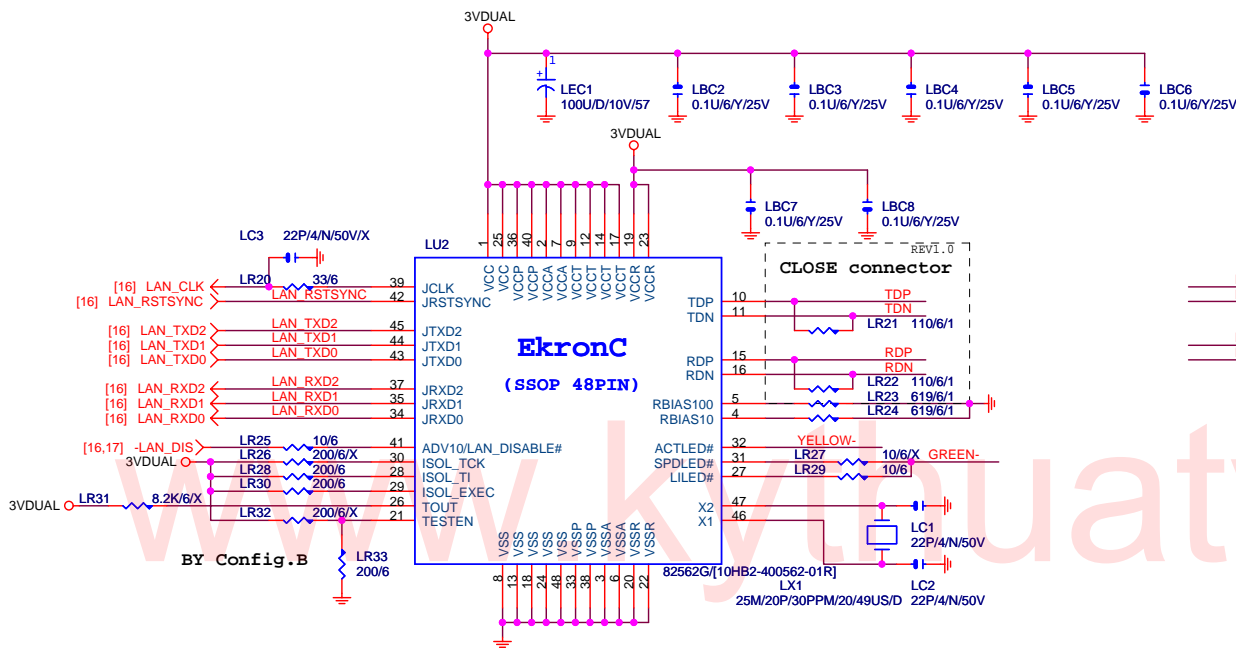 3VDUAL
1
+
LEC1
100U/D/10V/57
LBC2
0.1U/6/Y/25V
LBC3
0.1U/6/Y/25V
LBC4
0.1U/6/Y/25V
LBC5
0.1U/6/Y/25V
LBC6
0.1U/6/Y/25V
3VDUAL
LBC7
0.1U/6/Y/25V
LBC8
0.1U/6/Y/25V
LC3 22P/4/N/50V/X
LU2
1 25 36 40 2 7 9 12 14 17 19 23
VCC VCC VCCP VCCP VCCA VCCA VCCT VCCT VCCT VCCT VCCR VCCR
REV1.0
CLOSE connector
[16] LAN_CLK LR20 33/6 39 JCLK
[16] LAN_RSTSYNC LAN_RSTSYNC 42 JRSTSYNC
[16] LAN_TXD2 LAN_TXD2 45 JTXD2
[16] LAN_TXD1 LAN_TXD1 44 JTXD1
[16] LAN_TXD0 LAN_TXD0 43 JTXD0
[16] LAN_RXD2 LAN_RXD2 37 JRXD2
[16] LAN_RXD1 LAN_RXD1 35 JRXD1
[16] LAN_RXD0 LAN_RXD0 34 JRXD0
[16,17] -LAN_DIS LR25 10/6 41 ADV10/LAN_DISABLE#
3VDUAL LR26 200/6/X 30 ISOL_TCK
LR28 200/6 28 ISOL_TI
LR30 200/6 29 ISOL_EXEC
3VDUAL LR31 8.2K/6/X 26 TOUT
LR32 200/6/X 21 TESTEN
BY Config.B
LR33
200/6
EkronC
(SSOP 48PIN)
TDP 10 TDP
TDN 11 TDN
LR21 110/6/1
RDP 15 RDP
RDN 16 RDN
LR22 110/6/1
RBIAS100 5 LR23 619/6/1
RBIAS10 4 LR24 619/6/1
ACTLED# 32 YELLOW-
SPDLED# 31 LR27 10/6/X GREEN-
LILED# 27 LR29 10/6
X2 47
X1 46
LC1
22P/4/N/50V
VSS VSS VSS VSS VSS VSSP VSSP VSSA VSSA VSSR VSSR
8 13 18 24 48 33 38 3 6 20 22
82562G/[10HB2-400562-01R]
LX1
25M/20P/30PPM/20/49US/D
LC2
22P/4/N/50V
www.kythuatv